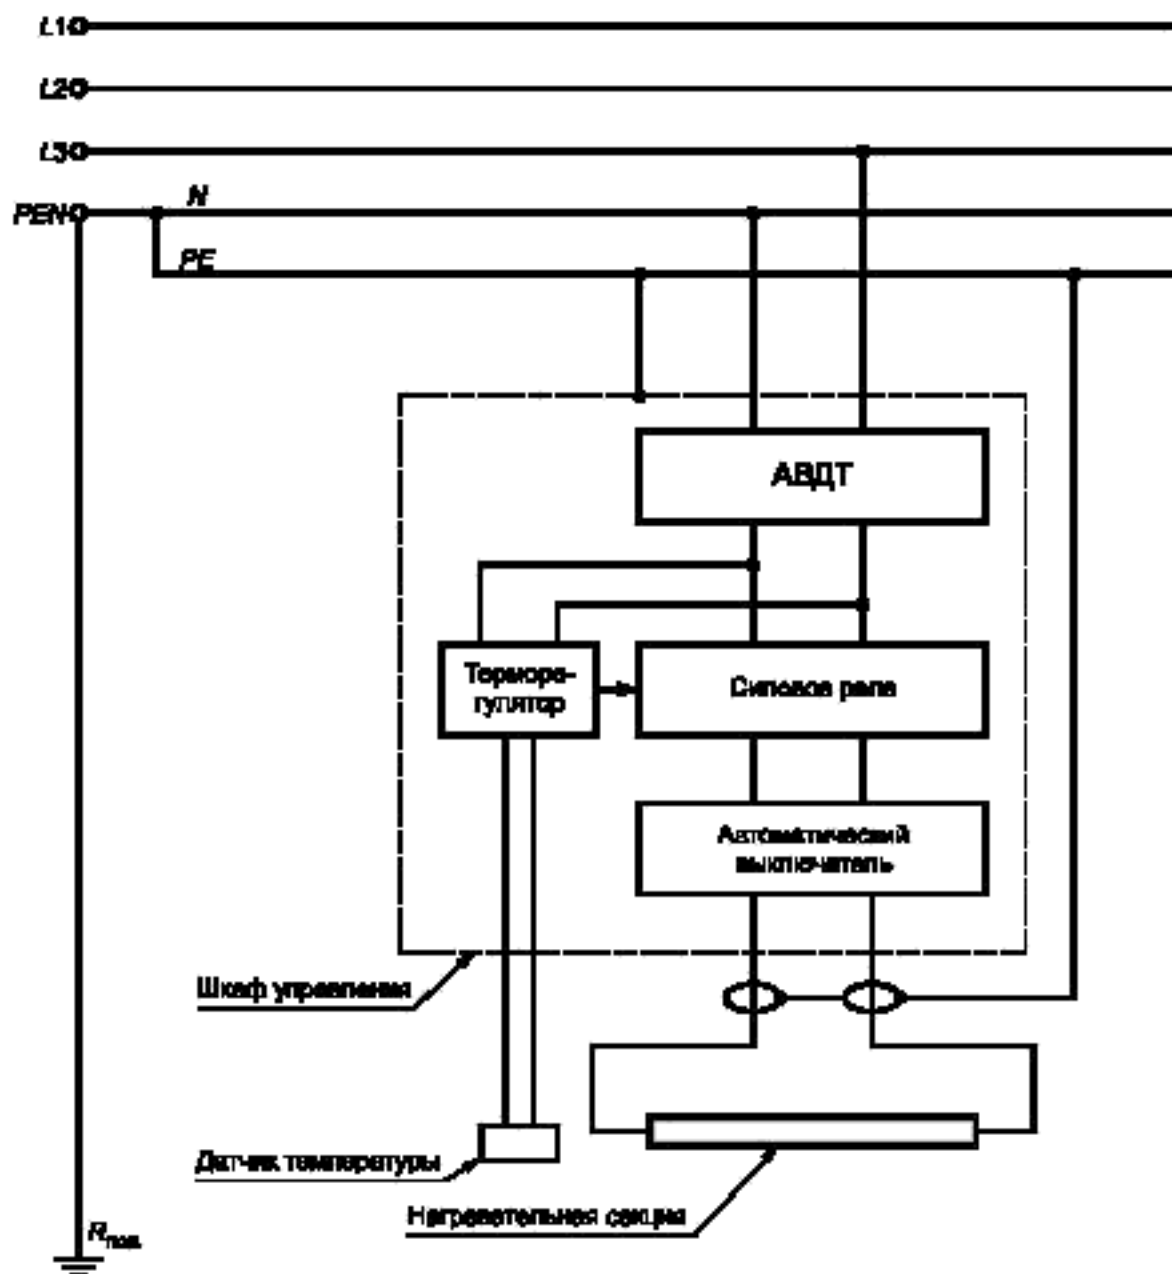 L1
L2
L3
PEN
N
PE
АВДТ
Терморе-
гулятор
Силовое реле
Автоматический
выключатель
Шкаф управления
Датчик температуры
Нагревательная секция
Rпов.